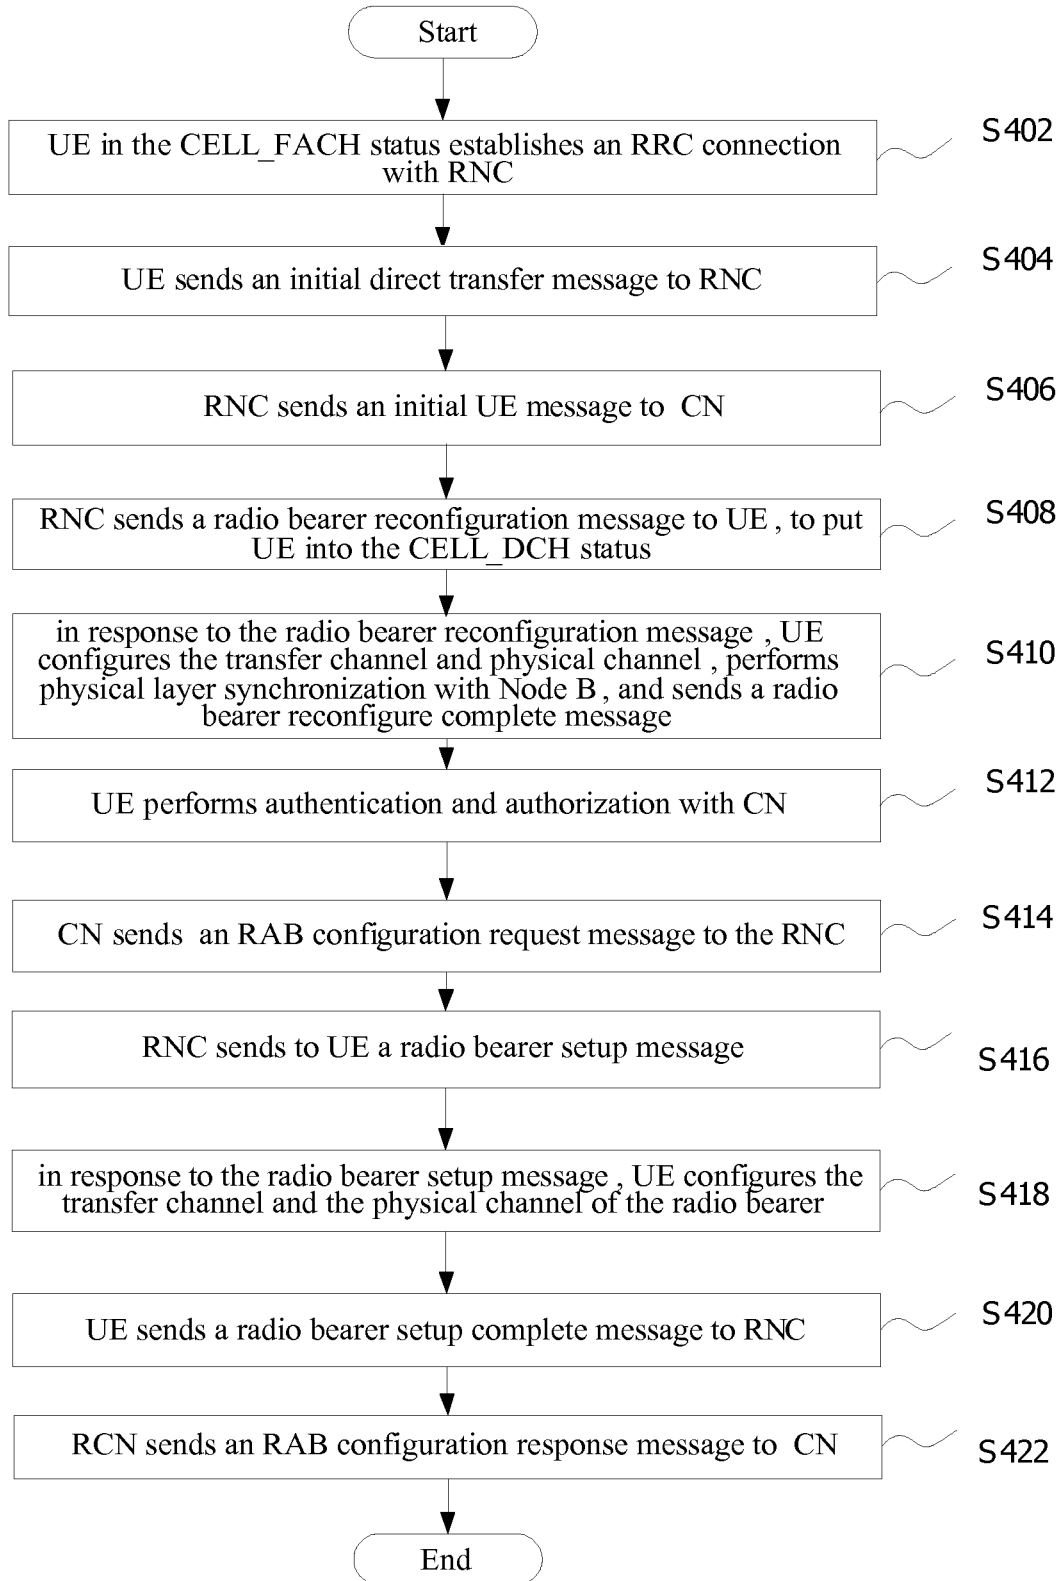 Start
UE in the CELL_FACH status establishes an RRC connection
with RNC
S402
UE sends an initial direct transfer message to RNC
S404
RNC sends an initial UE message to CN
S406
RNC sends a radio bearer reconfiguration message to UE , to put
UE into the CELL_DCH status
S408
in response to the radio bearer reconfiguration message , UE
configures the transfer channel and physical channel , performs
physical layer synchronization with Node B , and sends a radio
bearer reconfigure complete message
S410
UE performs authentication and authorization with CN
S412
CN sends an RAB configuration request message to the RNC
S414
RNC sends to UE a radio bearer setup message
S416
in response to the radio bearer setup message , UE configures the
transfer channel and the physical channel of the radio bearer
S418
UE sends a radio bearer setup complete message to RNC
S420
RCN sends an RAB configuration response message to CN
S422
End